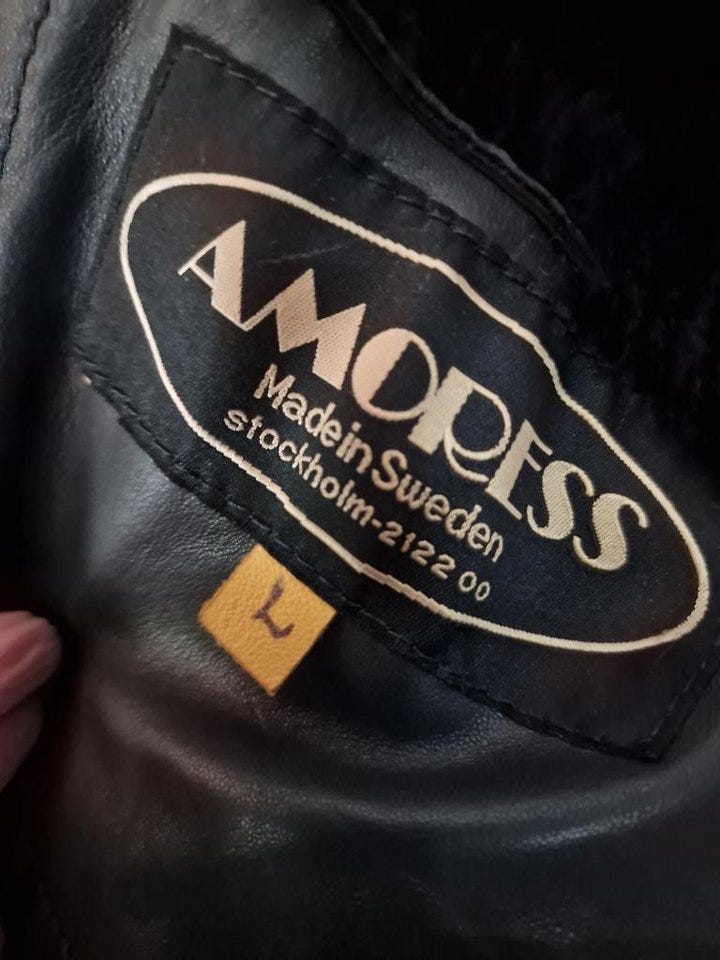 AMORESS
Made in Sweden
stockholm-2122 00
L